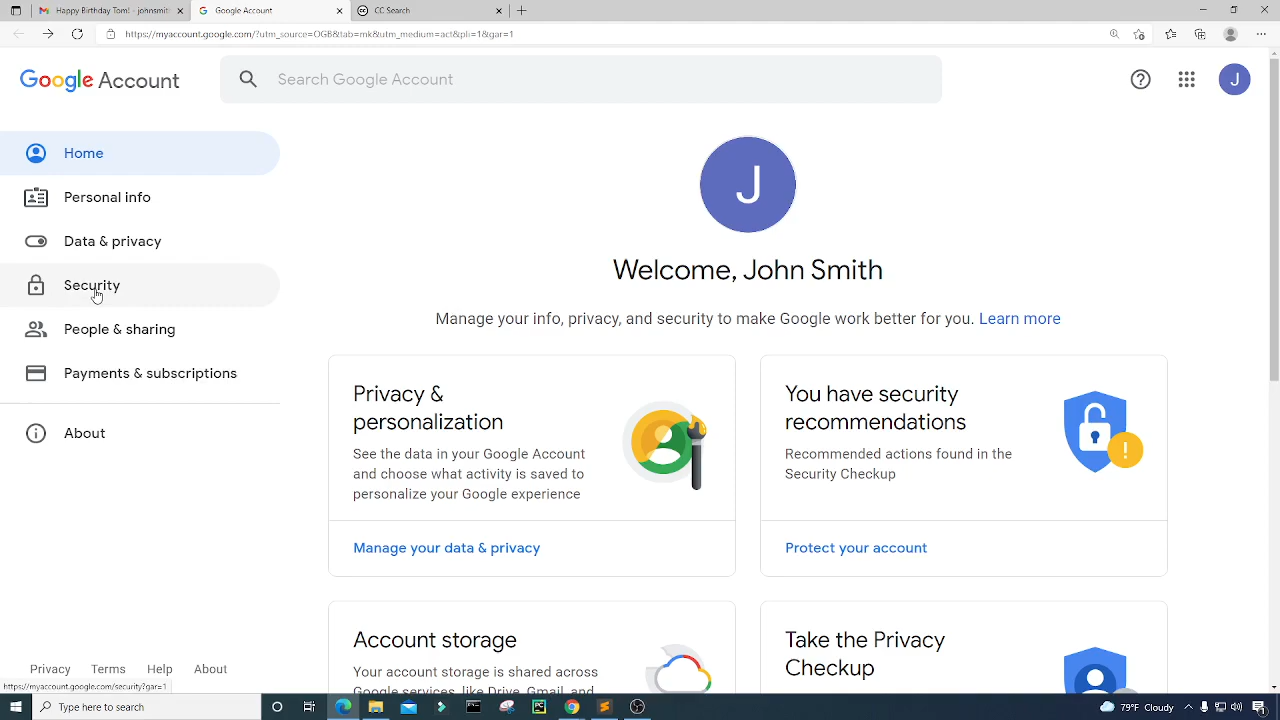 Happy Birthday Tom! - johnsmit
Google Account
CC Search
https://myaccount.google.com/?utm_source=OGB&tab=mk&utm_medium=act&pli=1&gar=1
Google Account
Search Google Account
J
Home
Personal info
Data & privacy
Security
People & sharing
Payments & subscriptions
About
J
Welcome, John Smith
Manage your info, privacy, and security to make Google work better for you. Learn more
Privacy &
personalization
See the data in your Google Account
and choose what activity is saved to
personalize your Google experience
Manage your data & privacy
You have security
recommendations
Recommended actions found in the
Security Checkup
Protect your account
Account storage
Your account storage is shared across
Google services, like Drive, Gmail, and
Take the Privacy
Checkup
Privacy Terms Help About
https://myaccount.google.com/security?gar=1
Type here to search
79°F Cloudy